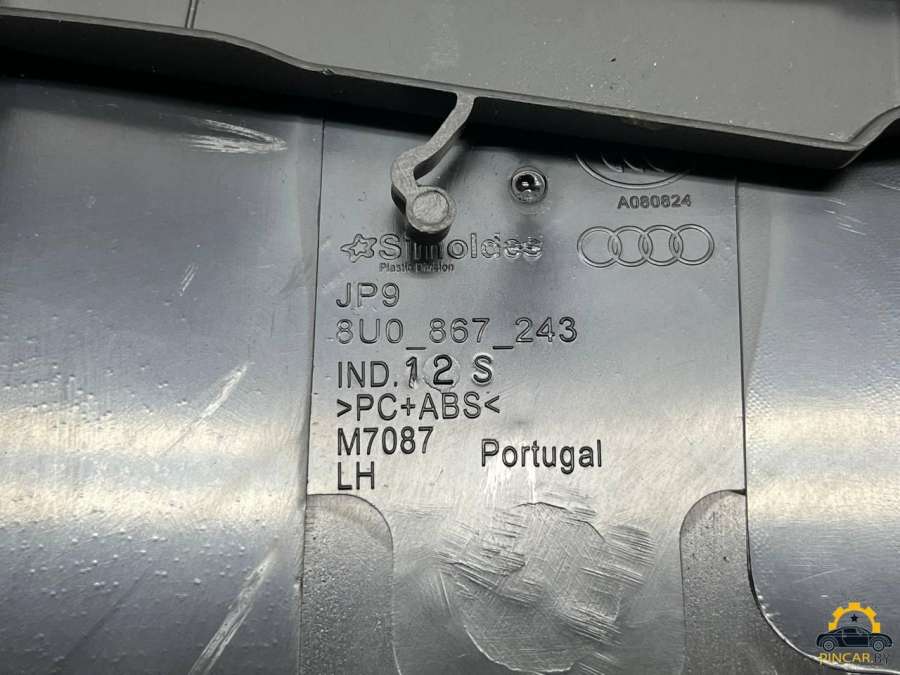 A080824
Simoldes
Plastic Division
JP9
8U0_867_243
IND. 12 S
>PC+ABS<
M7087
Portugal
LH
PINCAR.BY